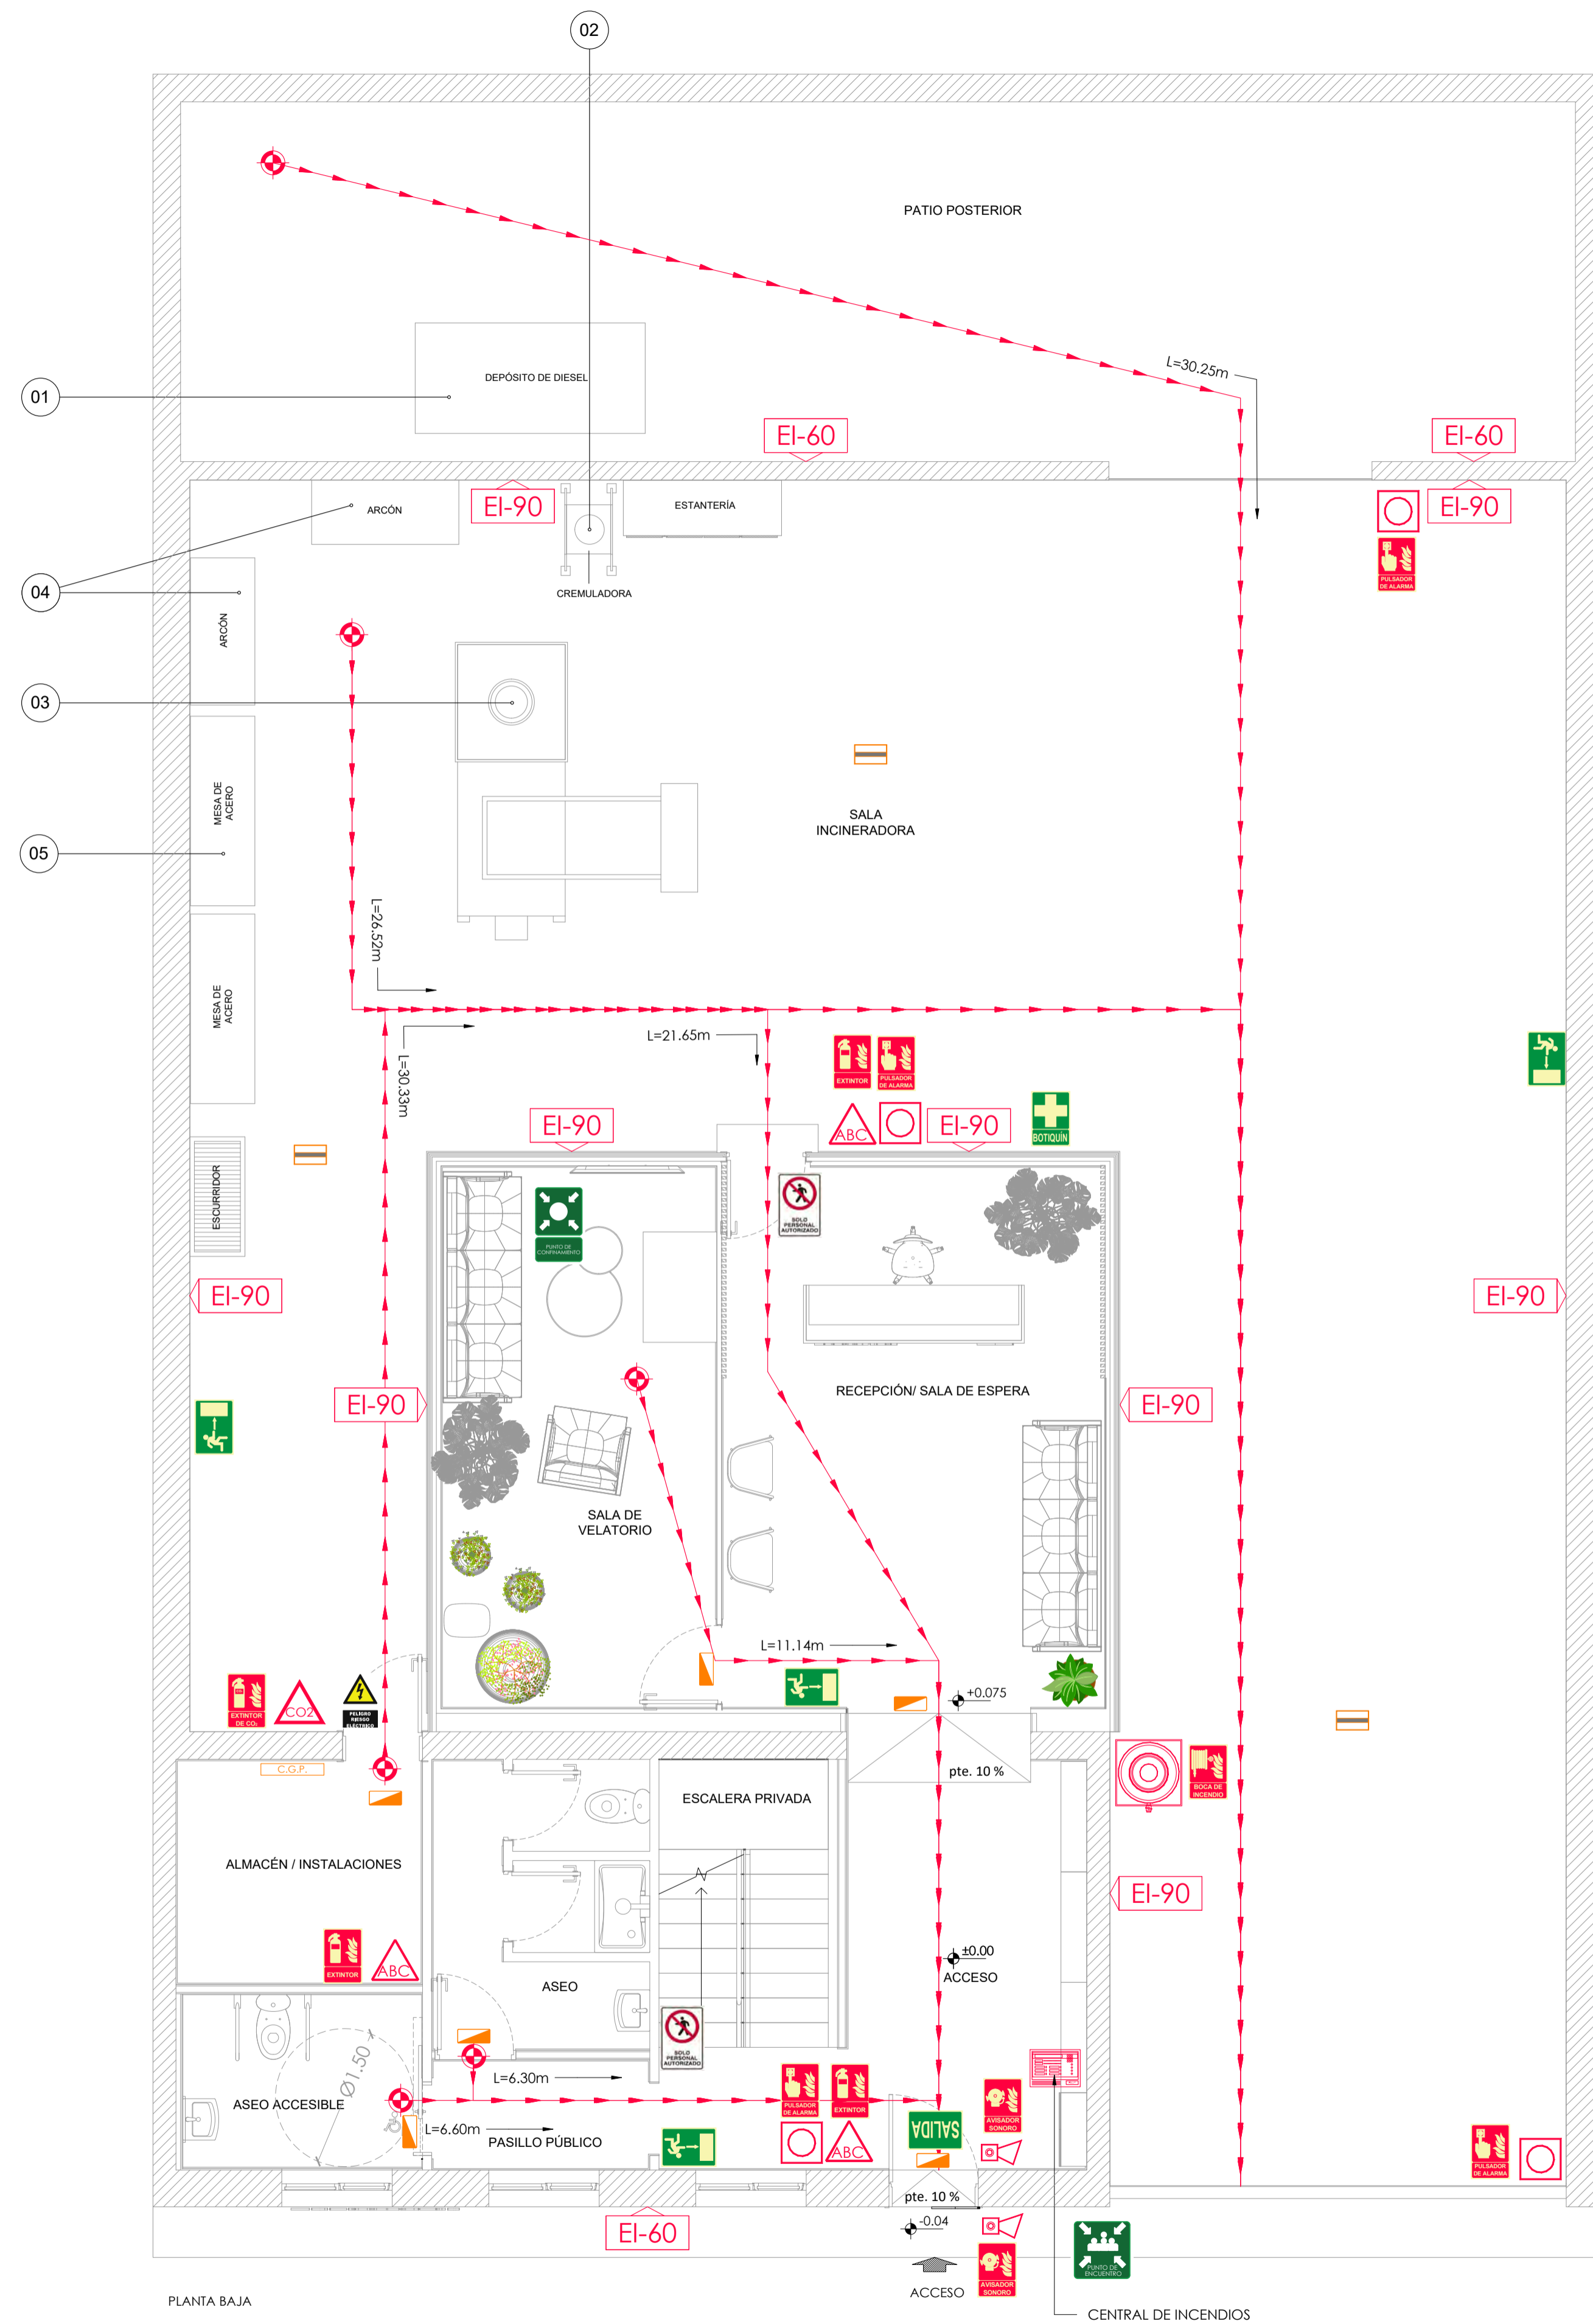 02
PATIO POSTERIOR
L=30.25m
DEPÓSITO DE DIESEL
01
EI-60
EI-60
EI-90
EI-90
ARCÓN
ESTANTERÍA
CREMULADORA
PULSADOR
DE ALARMA
04
ARCÓN
03
MESA DE
ACERO
SALA
INCINERADORA
05
L=26.52m
MESA DE
ACERO
L=30.33m
L=21.65m
EXTINTOR
PULSADOR
DE ALARMA
ABC
EI-90
EI-90
BOTIQUÍN
ESCURRIDOR
PUNTO DE
CONFINAMIENTO
SOLO
PERSONAL
AUTORIZADO
EI-90
EI-90
EI-90
EI-90
RECEPCIÓN/ SALA DE ESPERA
SALA DE
VELATORIO
L=11.14m
+0.075
EXTINTOR
DE CO₂
CO2
PELIGRO
RIESGO
ELÉCTRICO
C.G.P.
pte. 10 %
BOCA DE
INCENDIO
ESCALERA PRIVADA
ALMACÉN / INSTALACIONES
EI-90
EXTINTOR
ABC
±0.00
ACCESO
ASEO
SOLO
PERSONAL
AUTORIZADO
Ø1.50
ASEO ACCESIBLE
L=6.30m
L=6.60m
PASILLO PÚBLICO
PULSADOR
DE ALARMA
EXTINTOR
ABC
SALIDA
AVISADOR
SONORO
PULSADOR
DE ALARMA
pte. 10 %
-0.04
EI-60
ACCESO
AVISADOR
SONORO
PUNTO DE
ENCUENTRO
PLANTA BAJA
CENTRAL DE INCENDIOS